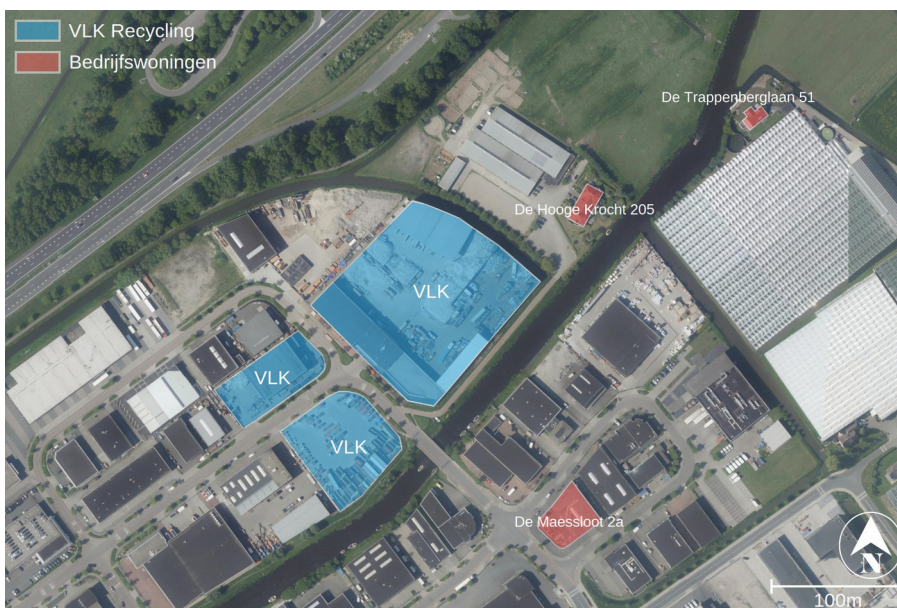 VLK Recycling
Bedrijfswoningen
De Trappenberglaan 51
De Hooge Krocht 205
VLK
VLK
VLK
De Maessloot 2a
N
100m